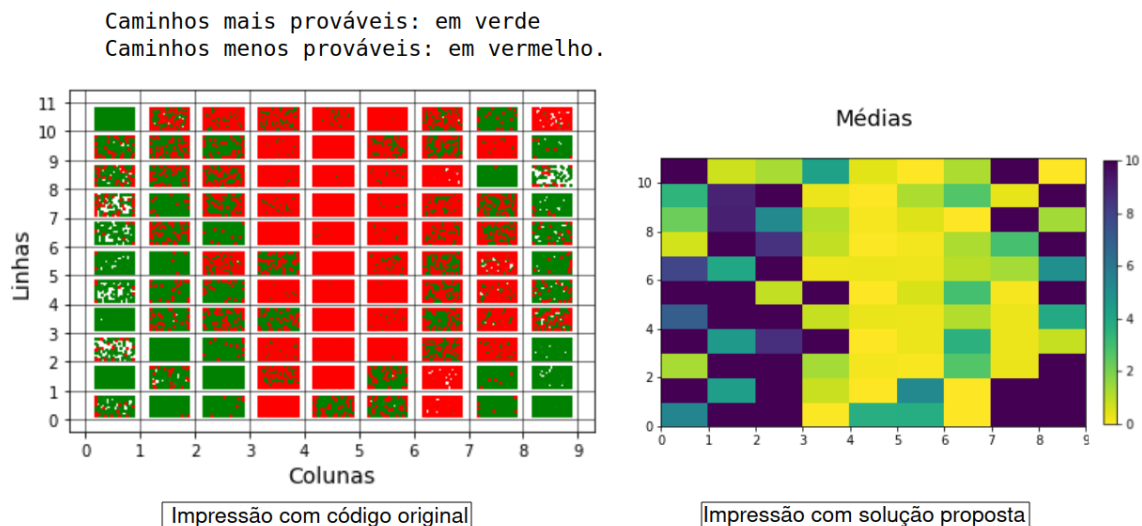 Caminhos mais prováveis: em verde
Caminhos menos prováveis: em vermelho.
11
10
9
8
7
6
5
4
3
2
1
0
Linhas
0 1 2 3 4 5 6 7 8 9
Colunas
Impressão com código original
Médias
10
8
6
4
2
0
0 1 2 3 4 5 6 7 8 9
10
8
6
4
2
0
Impressão com solução proposta